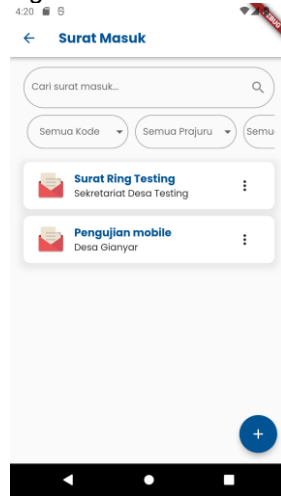 4:20
Surat Masuk
Cari surat masuk...
Semua Kode
Semua Prajuru
Semu
Surat Ring Testing
Sekretariat Desa Testing
Pengujian mobile
Desa Gianyar